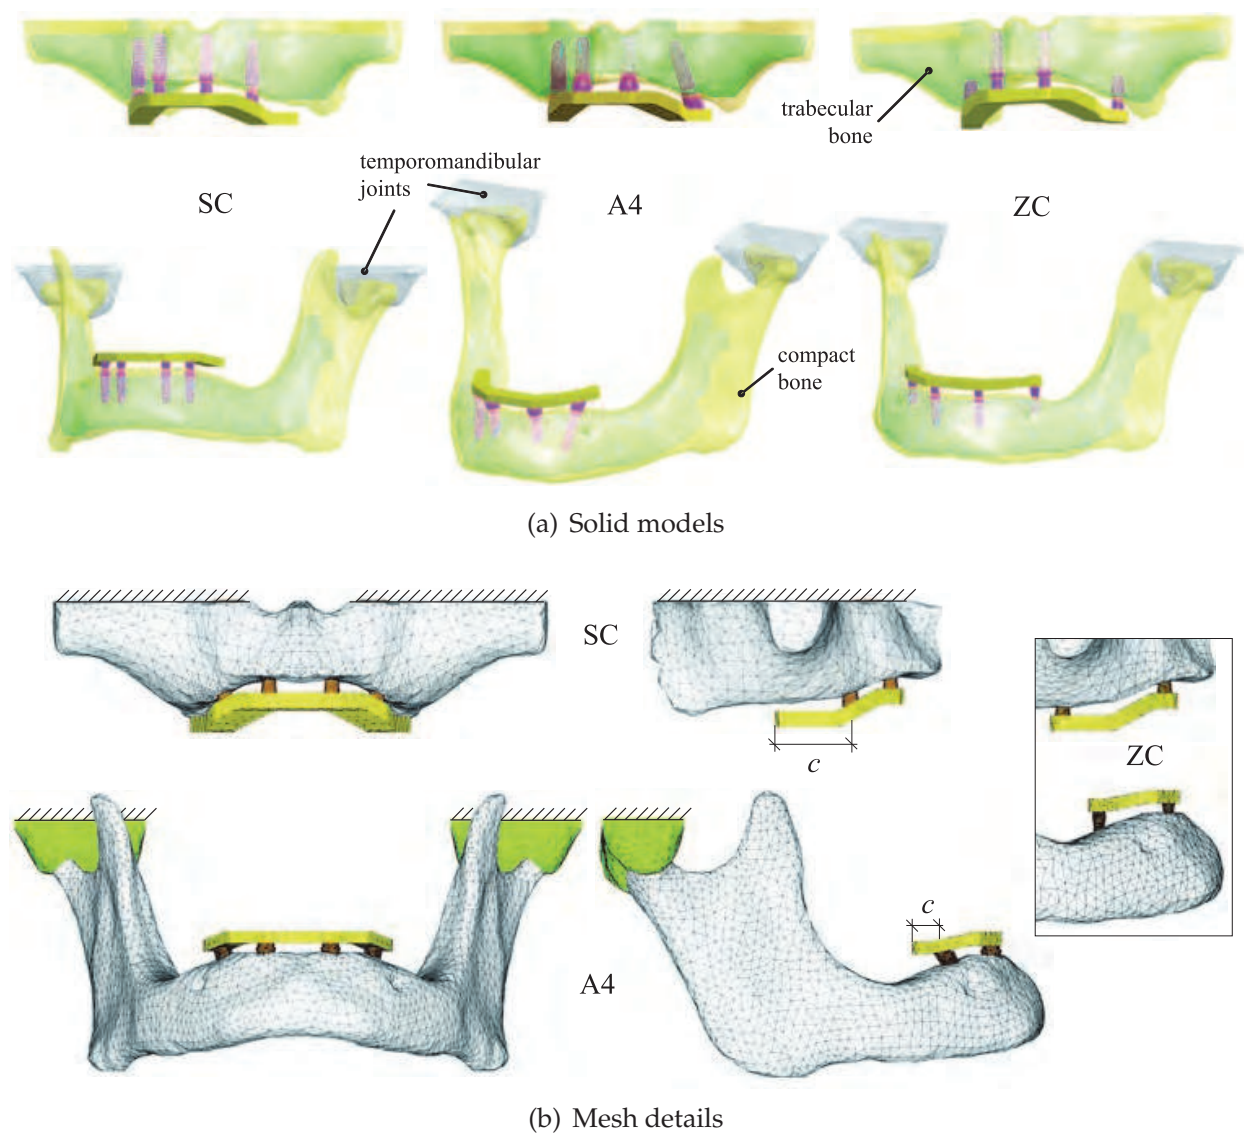 trabecular
bone
temporomandibular
joints
SC
A4
ZC
compact
bone
(a) Solid models
SC
c
ZC
c
A4
(b) Mesh details